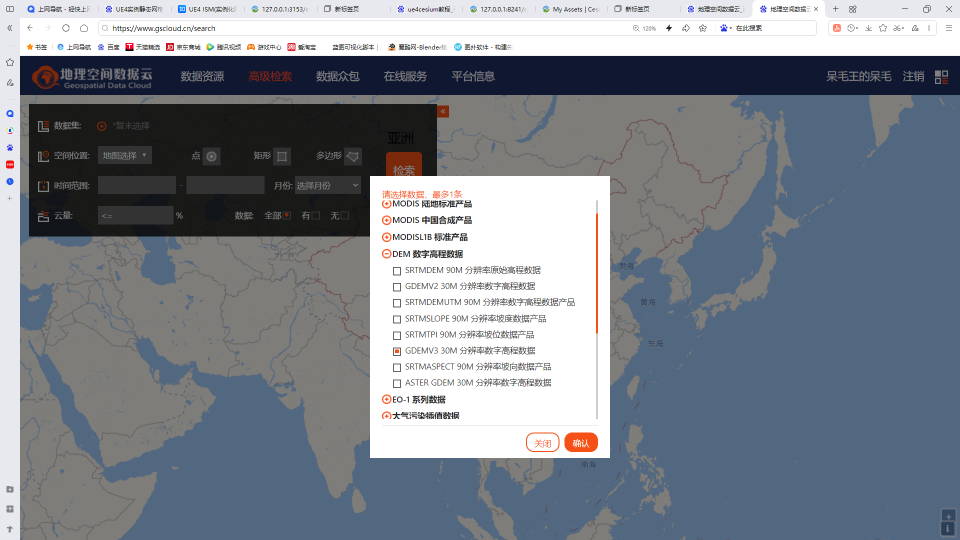 上网导航 - 轻快上网
UE4实例静态网格
UE4 ISM(实例化
127.0.0.1:3153/
新标签页
ue4cesium教程_
127.0.0.1:8241/
My Assets | Ces
新标签页
地理空间数据云_
地理空间数据云
https://www.gscloud.cn/search
120%
在此搜索
书签 上网导航 百度 天猫精选 京东商城 腾讯视频 游戏中心 爱淘宝 蓝图可视化脚本 魔酷网-Blender
地理空间数据云
Geospatial Data Cloud
数据资源 高级检索 数据众包 在线服务 平台信息 呆毛王的呆毛 注销
数据集: *暂未选择
亚洲
空间位置: 地图选择 点 矩形 多边形
检索
时间范围: - 月份: 选择月份
云量: <= % 数据: 全部 有 无
请选择数据，最多1条
MODIS 陆地标准产品
MODIS 中国合成产品
MODISL1B 标准产品
DEM 数字高程数据
SRTMDEM 90M 分辨率原始高程数据
GDEMV2 30M 分辨率数字高程数据
SRTMDEMUTM 90M 分辨率数字高程数据产品
SRTMSLOPE 90M 分辨率坡度数据产品
SRTMTPI 90M 分辨率坡位数据产品
GDEMV3 30M 分辨率数字高程数据
SRTMASPECT 90M 分辨率坡向数据产品
ASTER GDEM 30M 分辨率数字高程数据
EO-1 系列数据
大气污染插值数据
关闭 确认
渤海
黄海
东海
南海